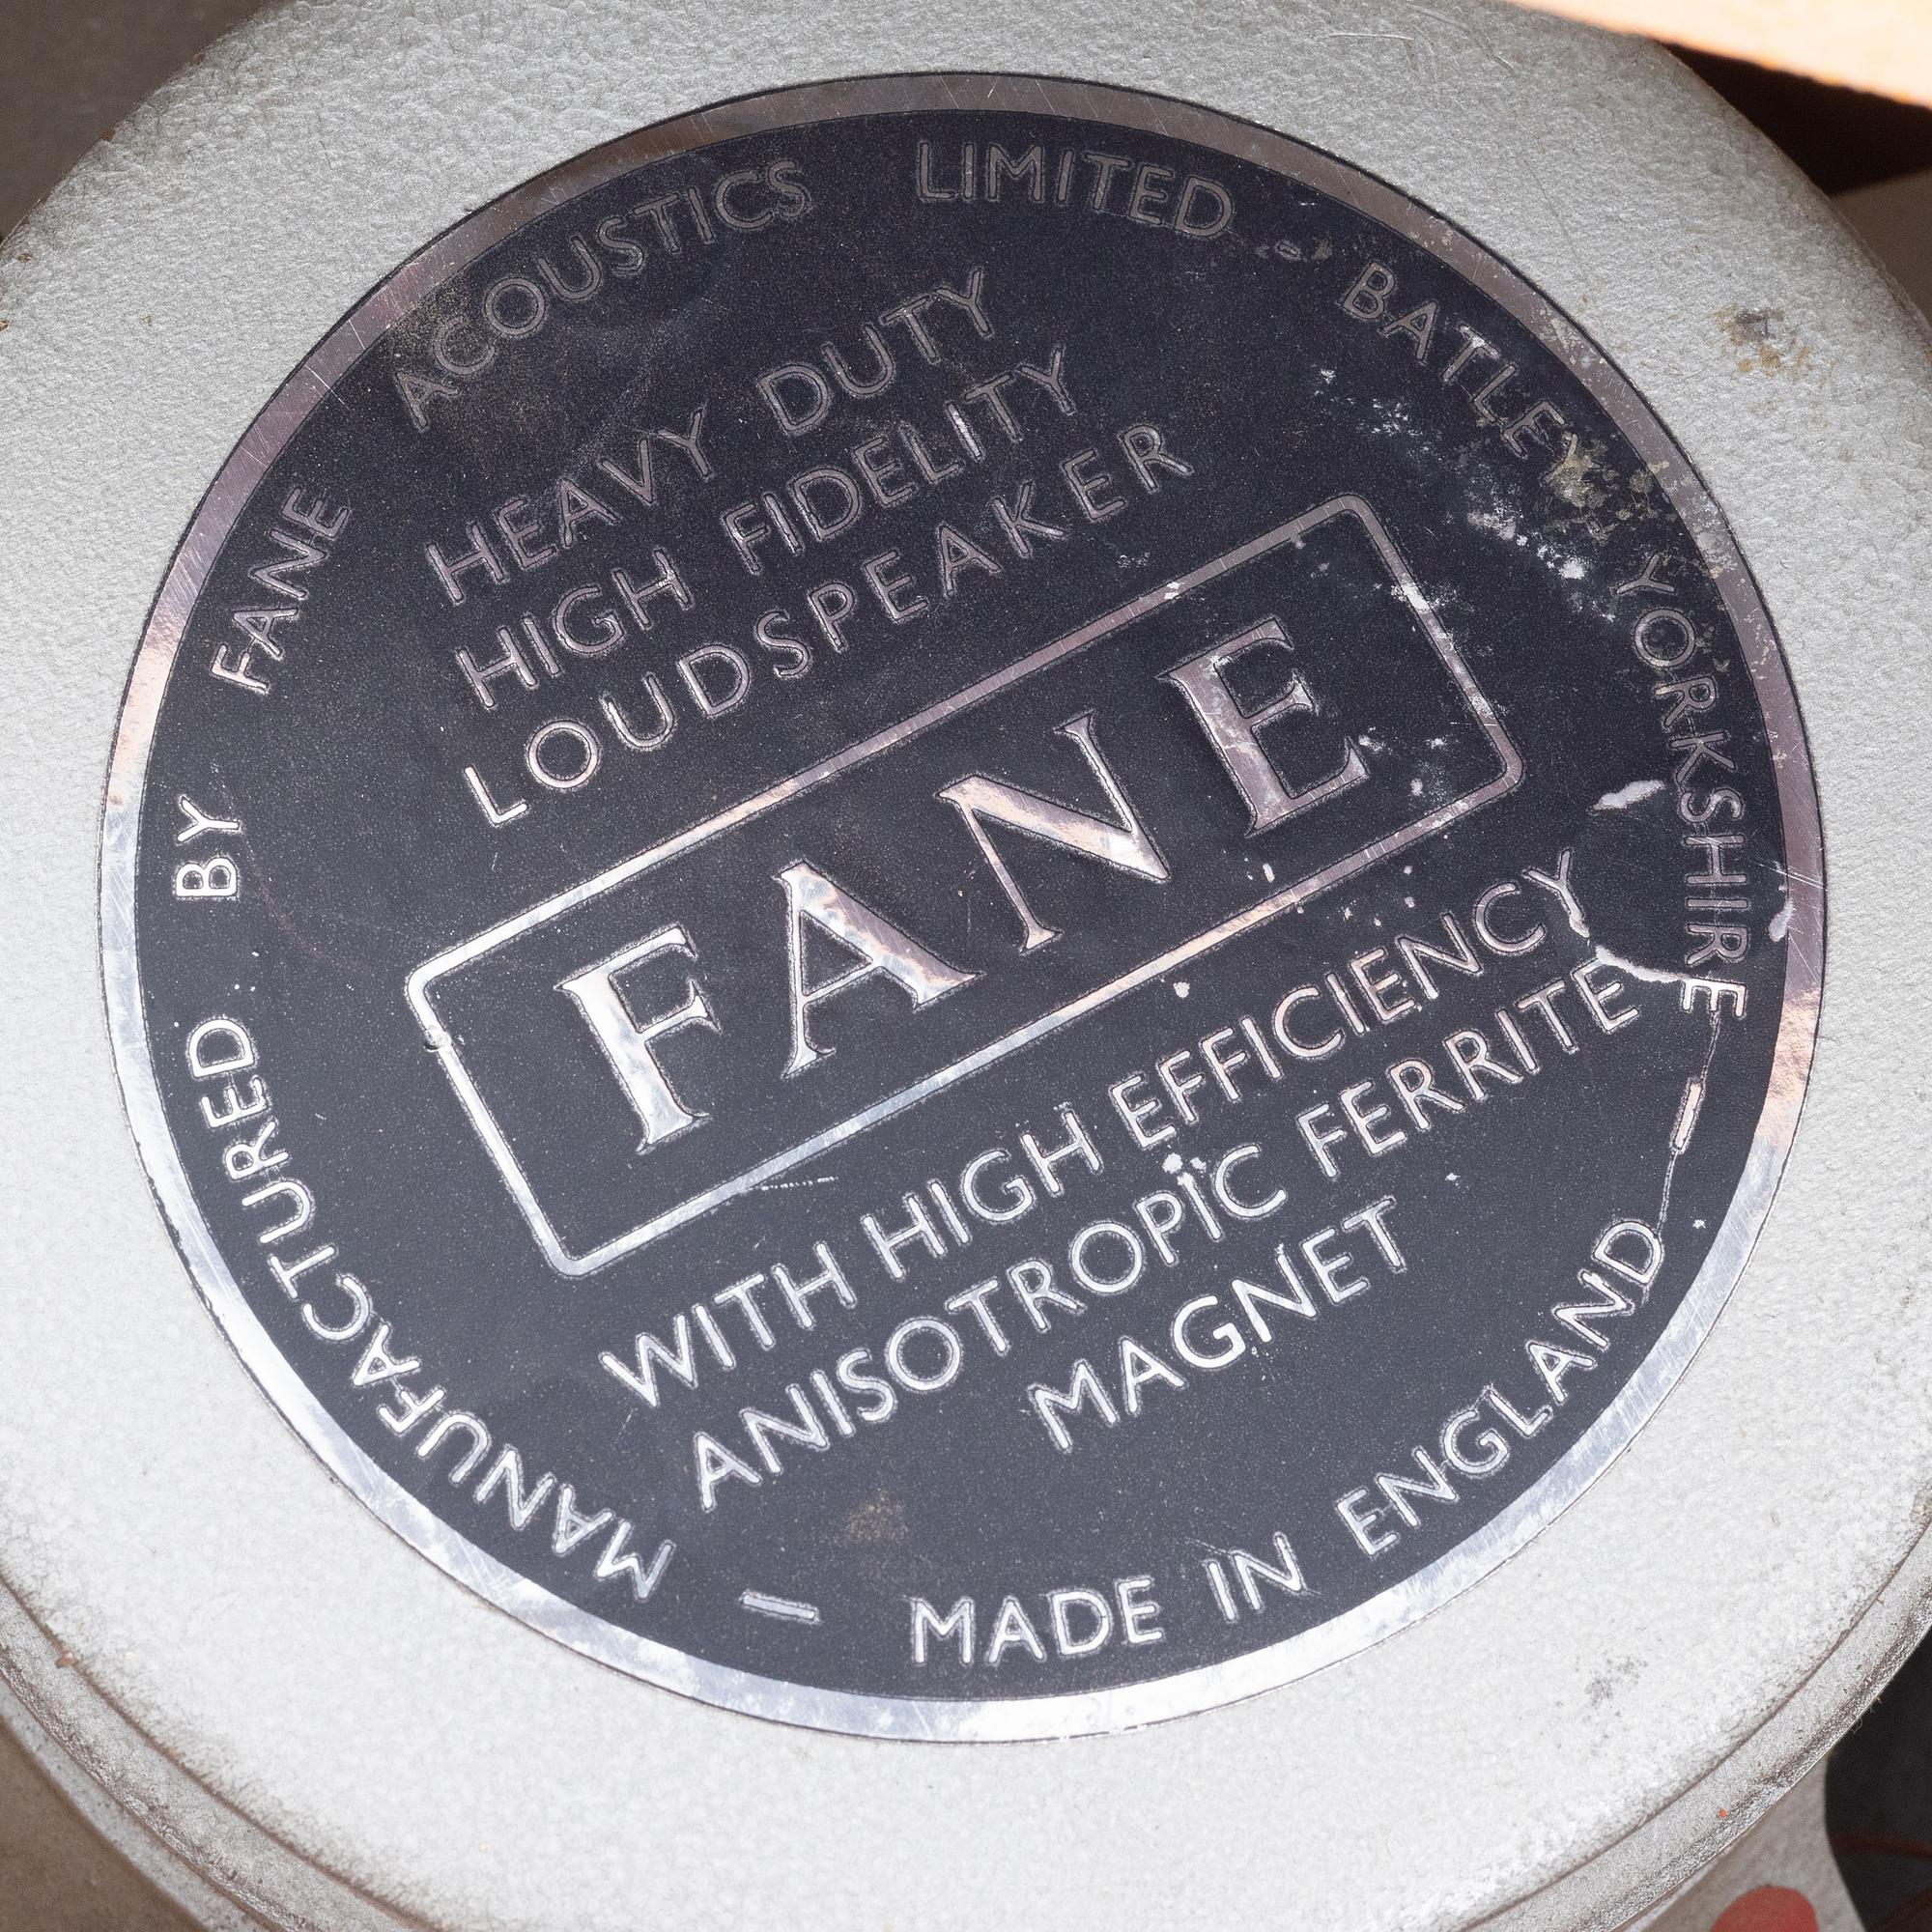 MANUFACTURED BY FANE ACOUSTICS LIMITED - BATLEY YORKSHIRE — MADE IN ENGLAND —
HEAVY DUTY
HIGH FIDELITY
LOUDSPEAKER
FANE
WITH HIGH EFFICIENCY
ANISOTROPIC FERRITE
MAGNET